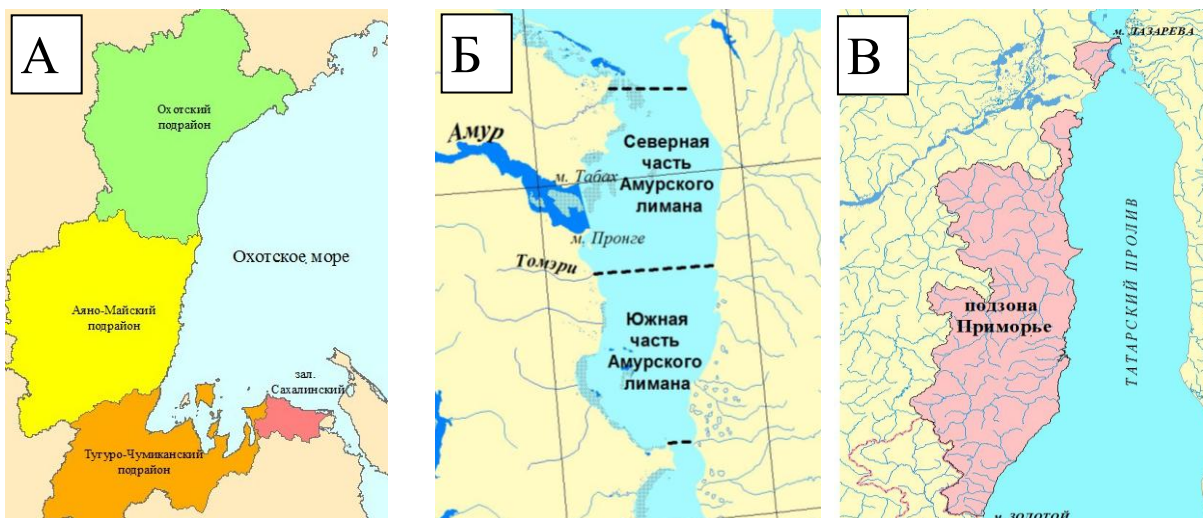 А
Охотский
подрайон
Охотское море
Аяно-Майский
подрайон
зал.
Сахалинский
Тугуро-Чумиканский
подрайон
Б
Северная
часть
Амурского
лимана
Амур
м. Табах
м. Пронге
Томэри
Южная
часть
Амурского
лимана
В
м. ЛАЗАРЕВА
ТАТАРСКИЙ ПРОЛИВ
подзона
Приморье
м. ЗОЛОТОЙ